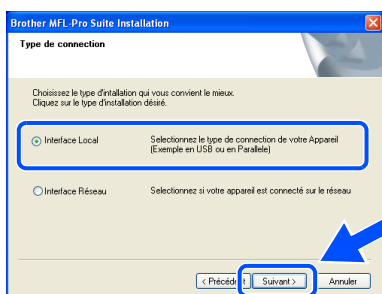 Brother MFL-Pro Suite Installation
Type de connection
Choisissez le type d'intallation qui vous convient le mieux.
Cliquez sur le type d'installation désiré.
Interface Local
Selectionnez le type de connection de votre Appareil
(Exemple en USB ou en Parallele)
Interface Réseau
Selectionnez si votre appareil est connecté sur le réseau
< Précédent
Suivant >
Annuler